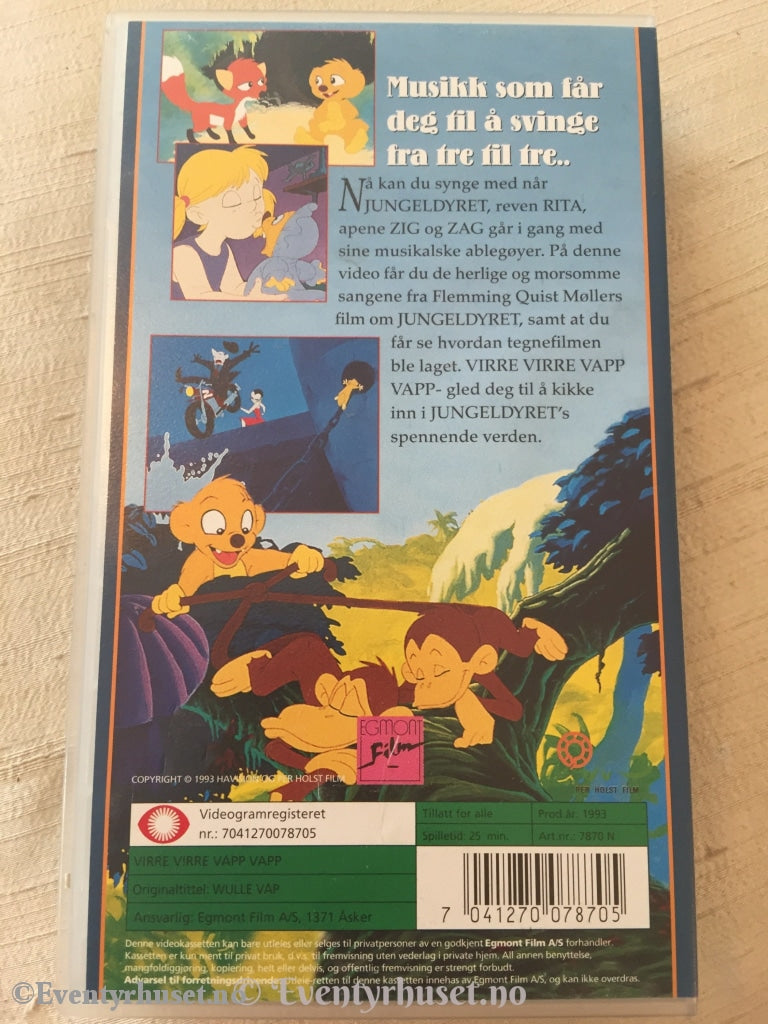 Musikk som får
deg til å svinge
fra tre til tre..
Nå kan du synge med når
JUNGELDYRET, reven RITA,
apene ZIG og ZAG går i gang med
sine musikalske ablegøyer. På denne
video får du de herlige og morsomme
sangene fra Flemming Quist Møllers
film om JUNGELDYRET, samt at du
får se hvordan tegnefilmen
ble laget. VIRRE VIRRE VAPP
VAPP- gled deg til å kikke
inn i JUNGELDYRET's
spennende verden.
EGMONT
Film
PER HOLST FILM
COPYRIGHT © 1993 HAVMON OG PER HOLST FILM
Videogramregisteret
nr.: 7041270078705
Tillatt for alle
Prod år: 1993
Spilletid: 25 min.
Art nr.: 7870 N
VIRRE VIRRE VAPP VAPP
Originaltittel: WULLE VAP
Ansvarlig: Egmont Film A/S, 1371 Asker
7 041270 078705
Denne videokassetten kan bare utleies eller selges til privatpersoner av en godkjent Egmont Film A/S forhandler.
Kassetten er kun ment til privat bruk, d.v.s. til fremvisning uten vederlag i private hjem. All annen benyttelse,
mangfoldiggjøring, kopiering, helt eller delvis, og offentlig fremvisning er strengt forbudt.
Advarsel til forretningsdrivende: Utleie-retten til denne kassetten innehas av Egmont Film A/S, og kan ikke overdras.
©Eventyrhuset.no
© Eventyrhuset.no